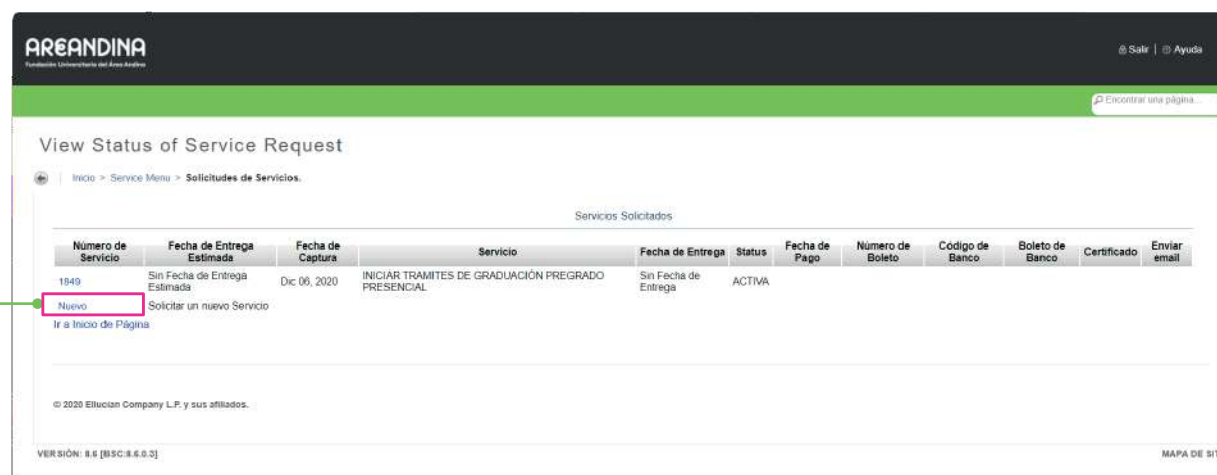 AREANDINA
Fundación Universitaria del Área Andina
Salir | Ayuda
Encontrar una página...
View Status of Service Request
Inicio > Service Menu > Solicitudes de Servicios.
Servicios Solicitados
Número de Servicio Fecha de Entrega Estimada Fecha de Captura Servicio Fecha de Entrega Status Fecha de Pago Número de Boleto Código de Banco Boleto de Banco Certificado Enviar email
1849 Sin Fecha de Entrega Estimada Dic 06, 2020 INICIAR TRAMITES DE GRADUACIÓN PREGRADO PRESENCIAL Sin Fecha de Entrega ACTIVA
Nuevo Solicitar un nuevo Servicio
Ir a Inicio de Página
© 2020 Ellucian Company L.P. y sus afiliados.
VERSIÓN: 8.6 [BSC:8.6.0.3]
MAPA DE SIT